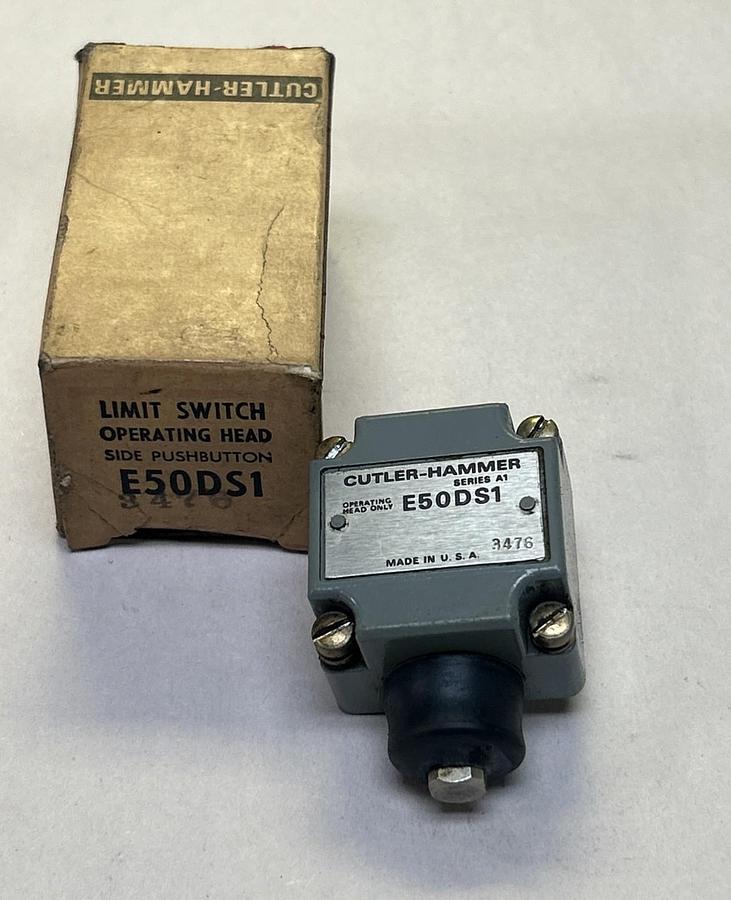 CUTLER-HAMMER
LIMIT SWITCH
OPERATING HEAD
SIDE PUSHBUTTON
E50DS1
3476
CUTLER-HAMMER
SERIES A1
OPERATING
HEAD ONLY E50DS1
3476
MADE IN U.S.A.